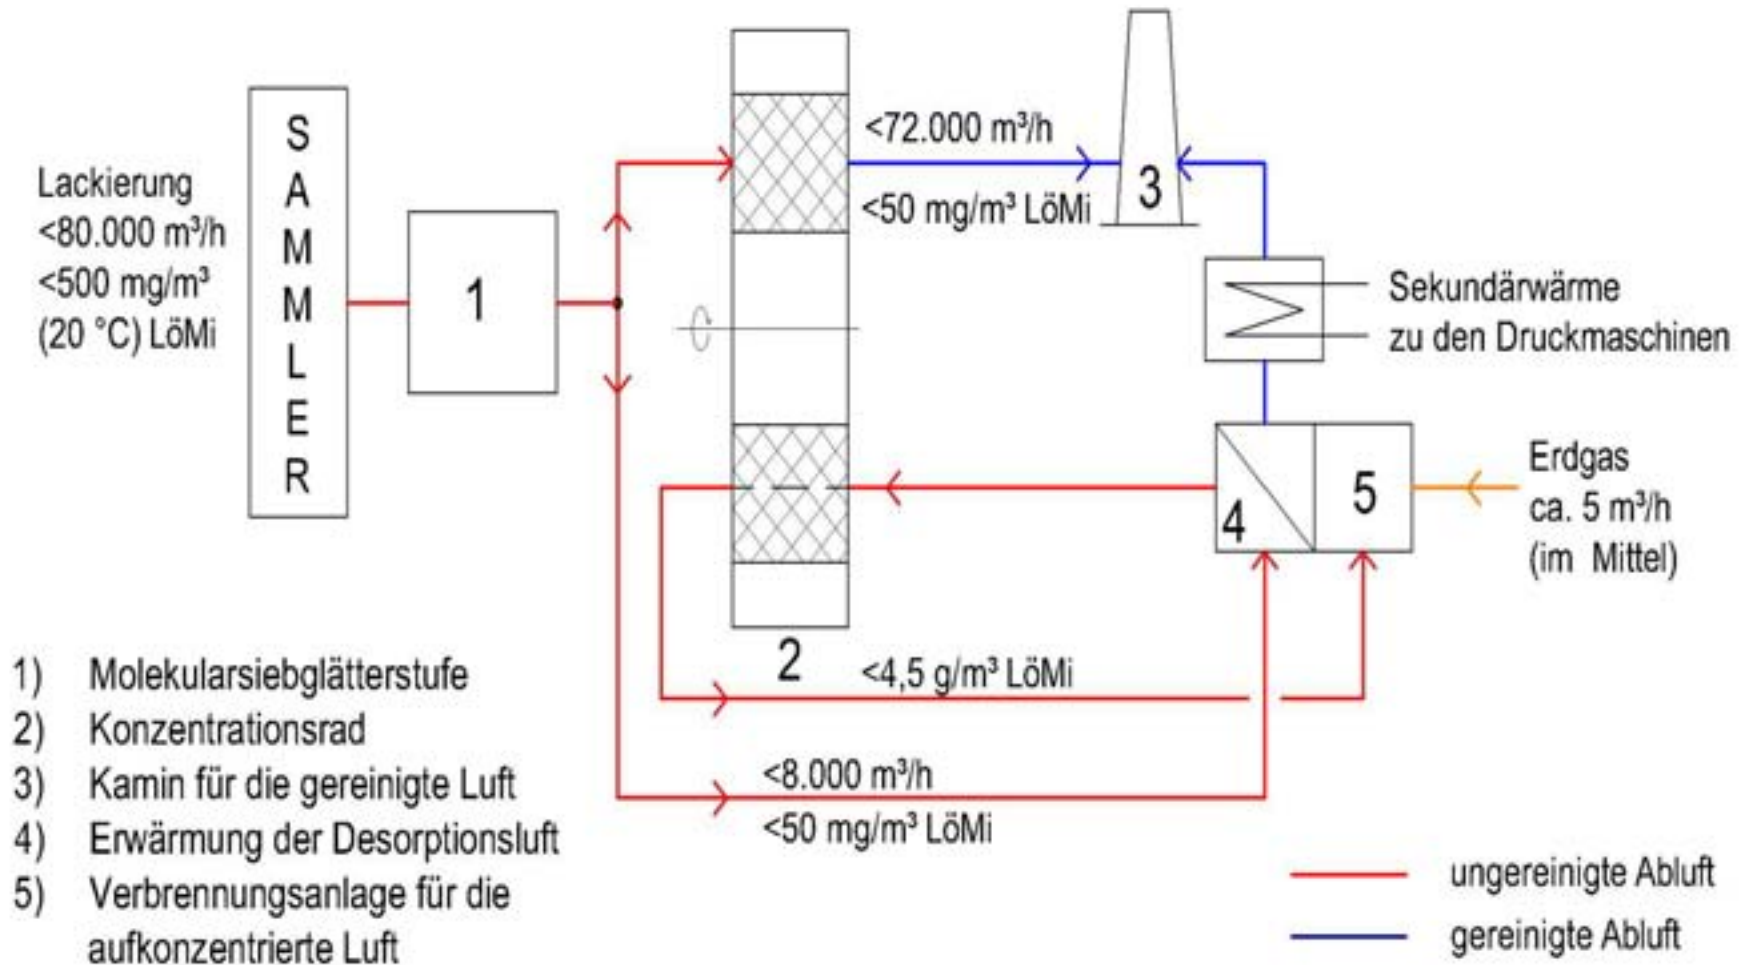 Lackierung
<80.000 m³/h
<500 mg/m³
(20 °C) LöMi
SAMMLER
1
<72.000 m³/h
<50 mg/m³ LöMi
3
Sekundärwärme
zu den Druckmaschinen
4
5
Erdgas
ca. 5 m³/h
(im Mittel)
2
<4,5 g/m³ LöMi
<8.000 m³/h
<50 mg/m³ LöMi
1) Molekularsiebglätterstufe
2) Konzentrationsrad
3) Kamin für die gereinigte Luft
4) Erwärmung der Desorptionsluft
5) Verbrennungsanlage für die
aufkonzentrierte Luft
ungereinigte Abluft
gereinigte Abluft